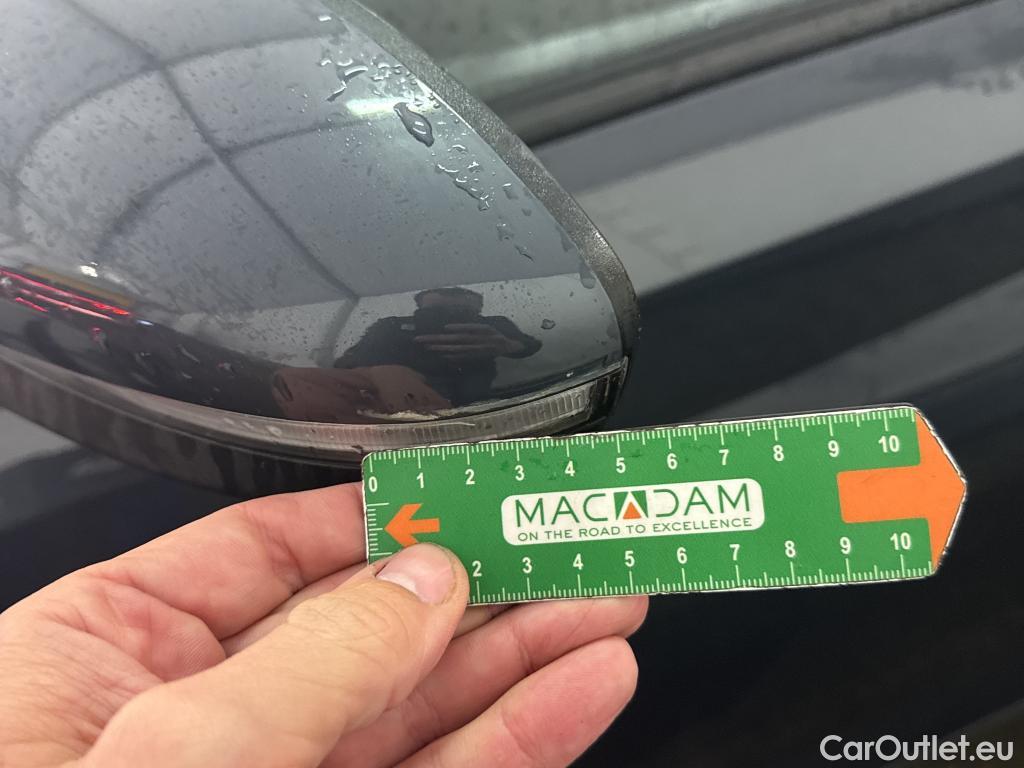 0 1 2 3 4 5 6 7 8 9 10
MACADAM
ON THE ROAD TO EXCELLENCE
2 3 4 5 6 7 8 9 10
CarOutlet.eu